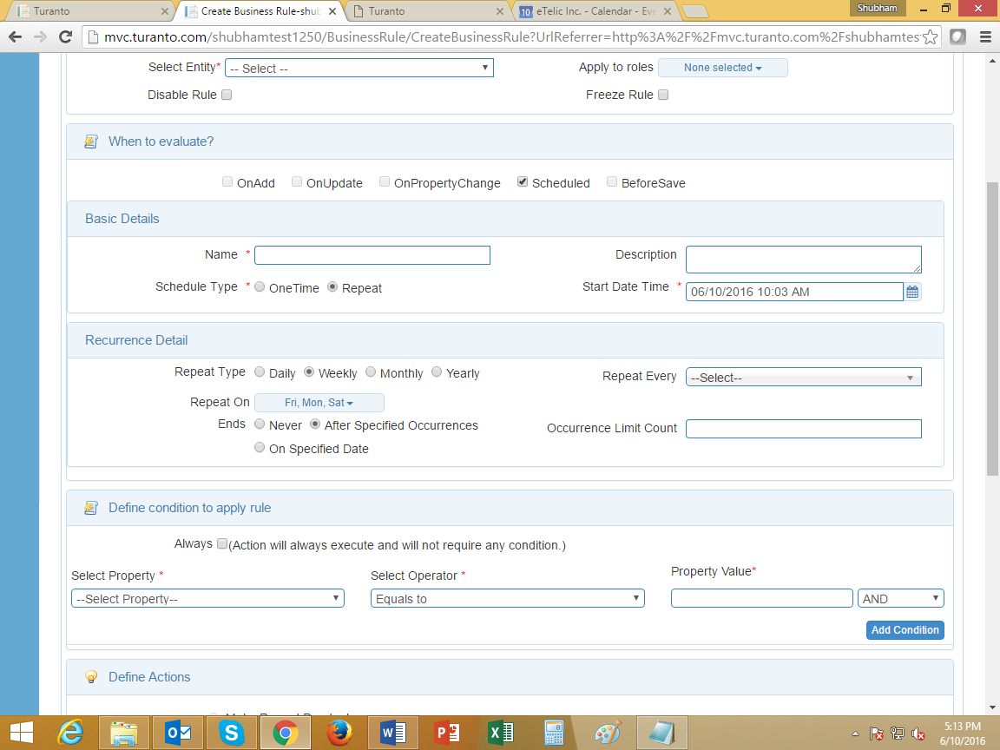 Turanto
Create Business Rule-shub
Turanto
10 eTelic Inc. - Calendar - Eve
Shubham
mvc.turanto.com/shubhamtest1250/BusinessRule/CreateBusinessRule?UrlReferrer=http%3A%2F%2Fmvc.turanto.com%2Fshubhamtes
Select Entity* -- Select -- Apply to roles None selected
Disable Rule Freeze Rule
When to evaluate?
OnAdd OnUpdate OnPropertyChange Scheduled BeforeSave
Basic Details
Name * Description
Schedule Type * OneTime Repeat Start Date Time * 06/10/2016 10:03 AM
Recurrence Detail
Repeat Type Daily Weekly Monthly Yearly Repeat Every --Select--
Repeat On Fri, Mon, Sat
Ends Never After Specified Occurrences Occurrence Limit Count
On Specified Date
Define condition to apply rule
Always (Action will always execute and will not require any condition.)
Select Property * Select Operator * Property Value*
--Select Property-- Equals to AND
Add Condition
Define Actions
5:13 PM
6/10/2016